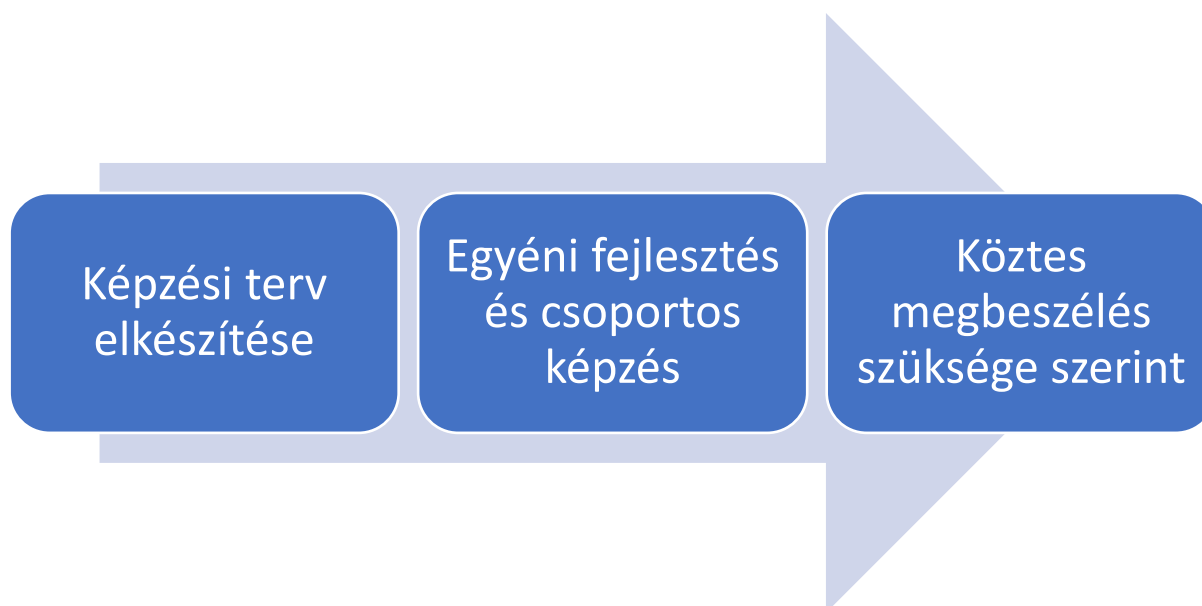 Képzési terv
elkészítése
Egyéni fejlesztés
és csoportos
képzés
Köztes
megbeszélés
szüksége szerint